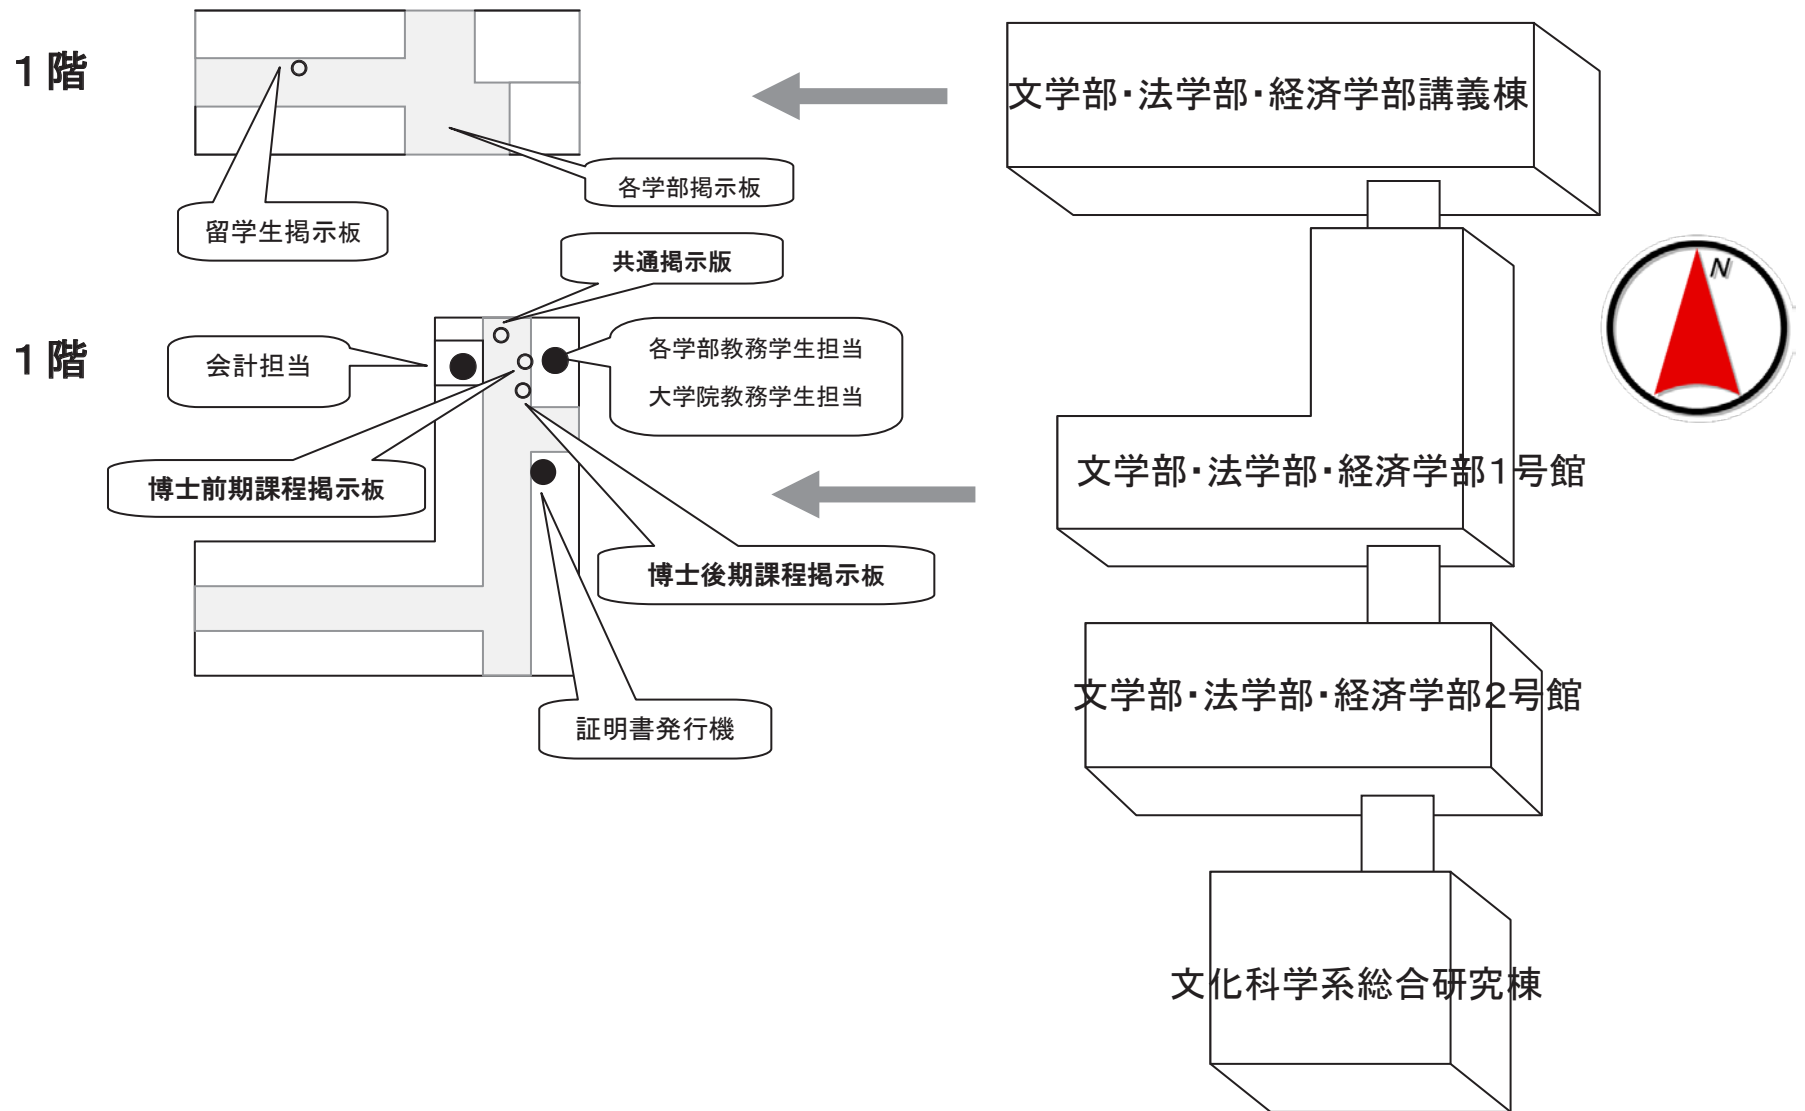 1階
文学部・法学部・経済学部講義棟
各学部掲示板
留学生掲示板
共通掲示版
N
1階
会計担当
各学部教務学生担当
大学院教務学生担当
博士前期課程掲示板
文学部・法学部・経済学部1号館
博士後期課程掲示板
証明書発行機
文学部・法学部・経済学部2号館
文化科学系総合研究棟